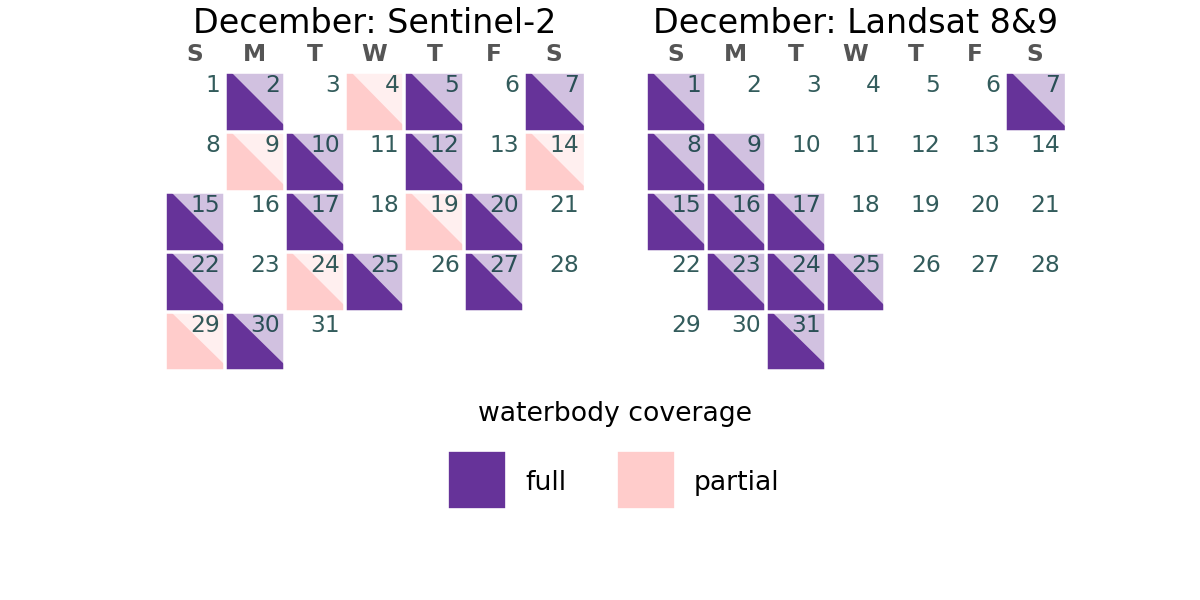 December: Sentinel-2
S M T W T F S
1 2 3 4 5 6 7
8 9 10 11 12 13 14
15 16 17 18 19 20 21
22 23 24 25 26 27 28
29 30 31
December: Landsat 8&9
S M T W T F S
1 2 3 4 5 6 7
8 9 10 11 12 13 14
15 16 17 18 19 20 21
22 23 24 25 26 27 28
29 30 31
waterbody coverage
full
partial